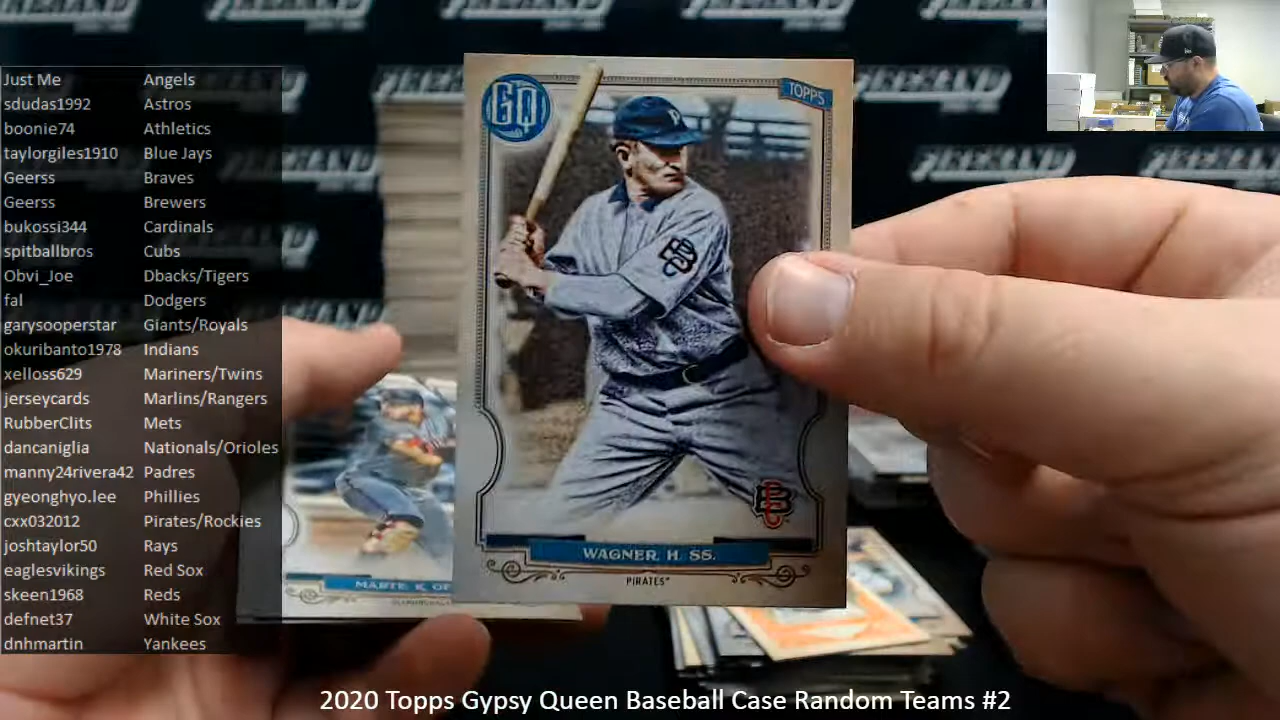 Just Me Angels
sdudas1992 Astros
boonie74 Athletics
taylorgiles1910 Blue Jays
Geerss Braves
Geerss Brewers
bukossi344 Cardinals
spitballbros Cubs
Obvi_Joe Dbacks/Tigers
fal Dodgers
garysooperstar Giants/Royals
okuribanto1978 Indians
xelloss629 Mariners/Twins
jerseycards Marlins/Rangers
RubberClits Mets
dancaniglia Nationals/Orioles
manny24rivera42 Padres
gyeonghyo.lee Phillies
cxx032012 Pirates/Rockies
joshtaylor50 Rays
eaglesvikings Red Sox
skeen1968 Reds
defnet37 White Sox
dnhmartin Yankees
GQ
TOPPS
P
WAGNER, H. SS.
PIRATES
MARTE, K. OF
2020 Topps Gypsy Queen Baseball Case Random Teams #2